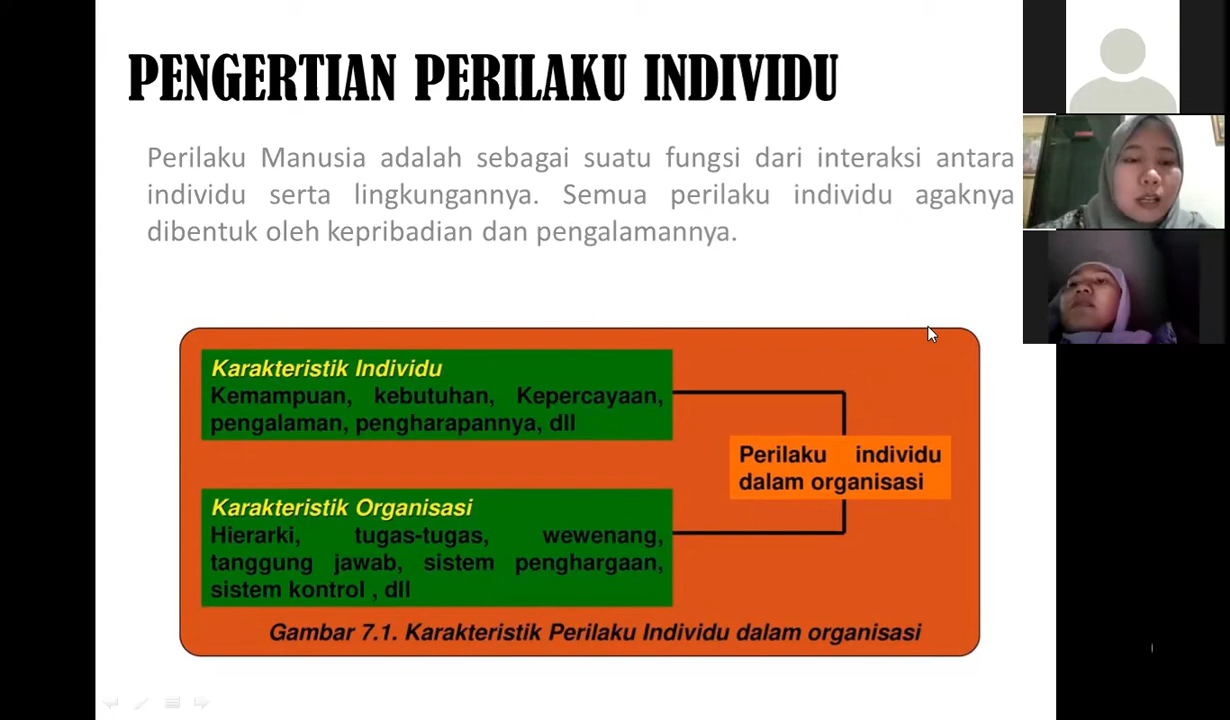 PENGERTIAN PERILAKU INDIVIDU
Perilaku Manusia adalah sebagai suatu fungsi dari interaksi antara
individu serta lingkungannya. Semua perilaku individu agaknya
dibentuk oleh kepribadian dan pengalamannya.
Karakteristik Individu
Kemampuan, kebutuhan, Kepercayaan,
pengalaman, pengharapannya, dll
Perilaku individu
dalam organisasi
Karakteristik Organisasi
Hierarki, tugas-tugas, wewenang,
tanggung jawab, sistem penghargaan,
sistem kontrol , dll
Gambar 7.1. Karakteristik Perilaku Individu dalam organisasi